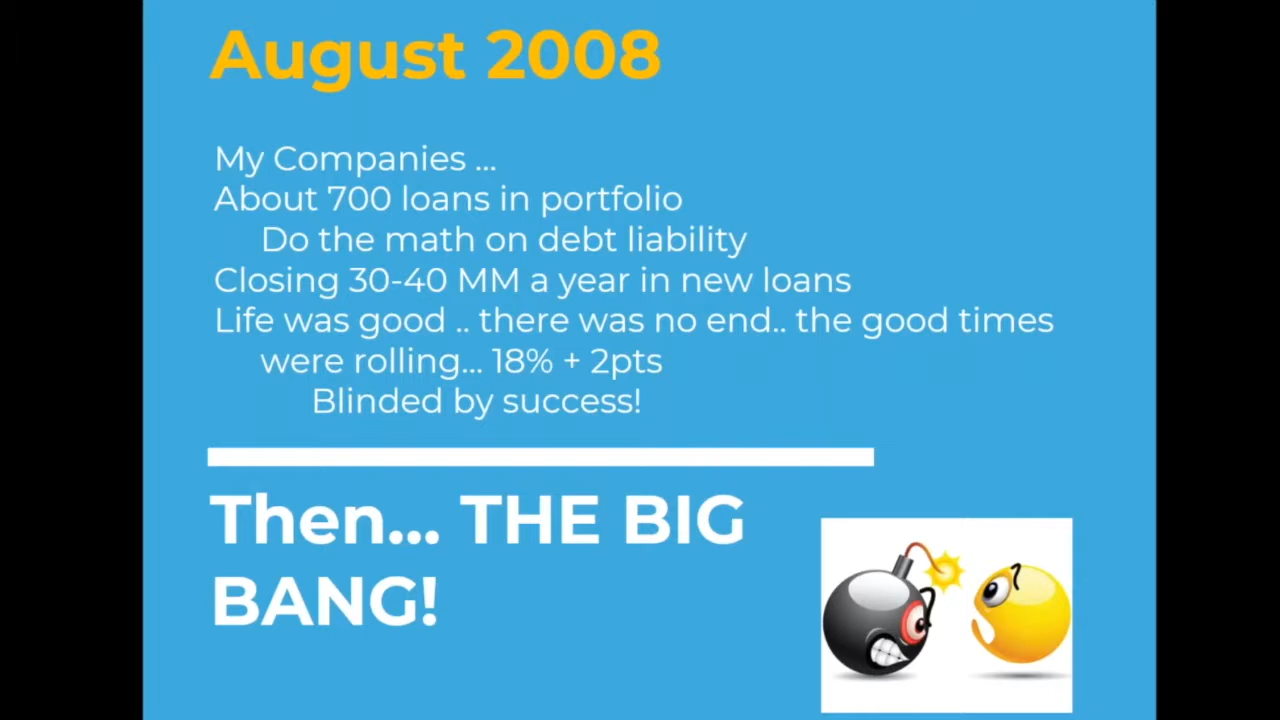 August 2008
My Companies ...
About 700 loans in portfolio
Do the math on debt liability
Closing 30-40 MM a year in new loans
Life was good .. there was no end.. the good times
were rolling... 18% + 2pts
Blinded by success!
Then... THE BIG
BANG!